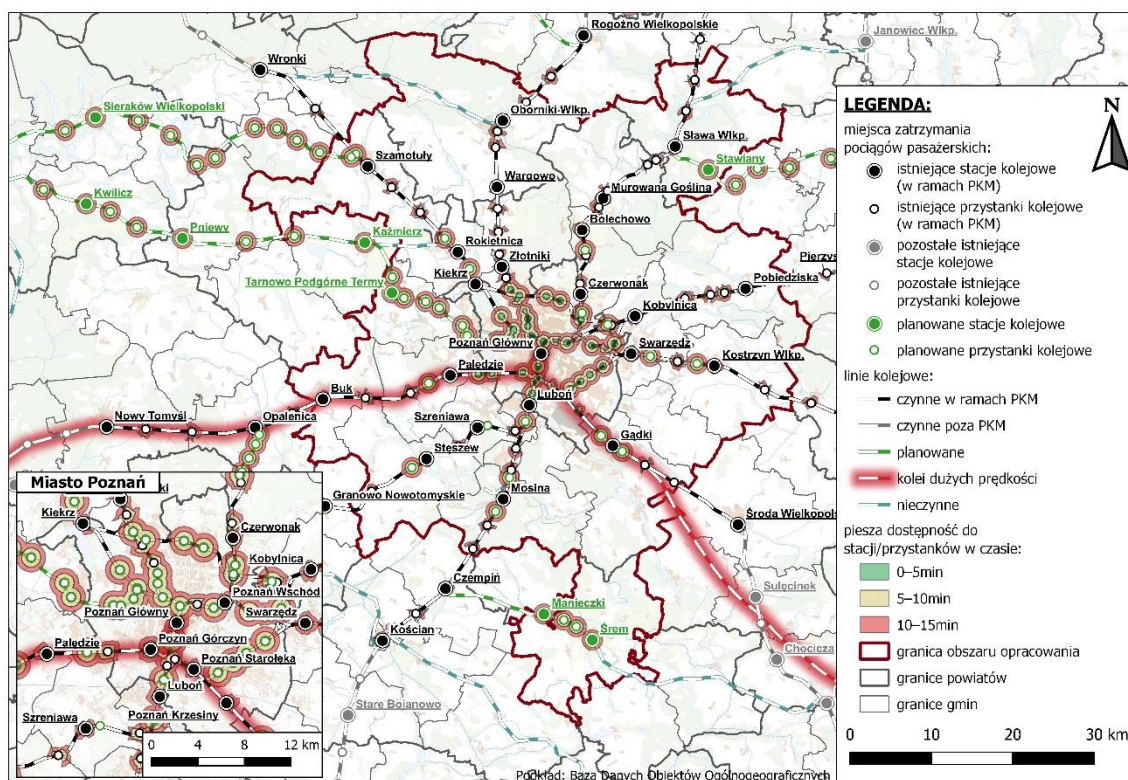 Rogoźno Wielkopolskie
Janowiec Wlkp.
Wronki
Sieraków Wielkopolski
Oborniki Wlkp.
Sława Wlkp.
Szamotuły
Stawiany
Wargowo
Murowana Goślina
Kwilicz
Bolechowo
Pniewy
Kaźmierz
Rokietnica
Złotniki
Pierzys
Kiekrz
Pobiedziska
Tarnowo Podgórne Termy
Czerwonak
Kobylnica
Poznań Główny
Swarzędz
Paledzie
Kostrzyn Wlkp.
Buk
Luboń
Nowy Tomyśl
Opalenica
Szreniawa
Gądki
Stęszew
Granowo Nowotomyskie
Mosina
Środa Wielkopols
Czempiń
Sulęcinek
Manieczki
Kościan
Śrem
Chocicza
Stare Bojanowo
Miasto Poznań
ki
Kiekrz
Czerwonak
Kobylnica
Poznań Wschód
Poznań Główny
Swarzędz
Paledzie
Poznań Górczyn
Poznań Starołęka
Luboń
Szreniawa
Poznań Krzesiny
0 4 8 12 km
LEGENDA:
N
miejsca zatrzymania
pociągów pasażerskich:
istniejące stacje kolejowe
(w ramach PKM)
istniejące przystanki kolejowe
(w ramach PKM)
pozostałe istniejące
stacje kolejowe
pozostałe istniejące
przystanki kolejowe
planowane stacje kolejowe
planowane przystanki kolejowe
linie kolejowe:
czynne w ramach PKM
czynne poza PKM
planowane
kolei dużych prędkości
nieczynne
piesza dostępność do
stacji/przystanków w czasie:
0–5min
5–10min
10–15min
granica obszaru opracowania
granice powiatów
granice gmin
0 10 20 30 km
Podkład: Baza Danych Obiektów Ogólnogeograficznych